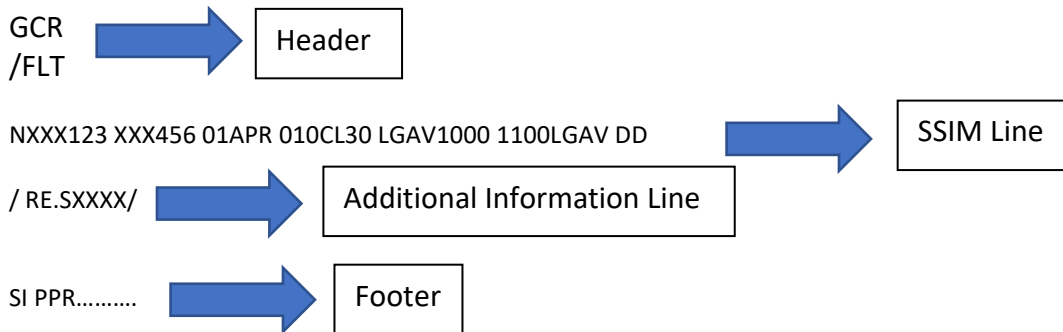 GCR
/FLT
Header
NXXX123 XXX456 01APR 010CL30 LGAV1000 1100LGAV DD
SSIM Line
/ RE.SXXXX/
Additional Information Line
SI PPR……….
Footer